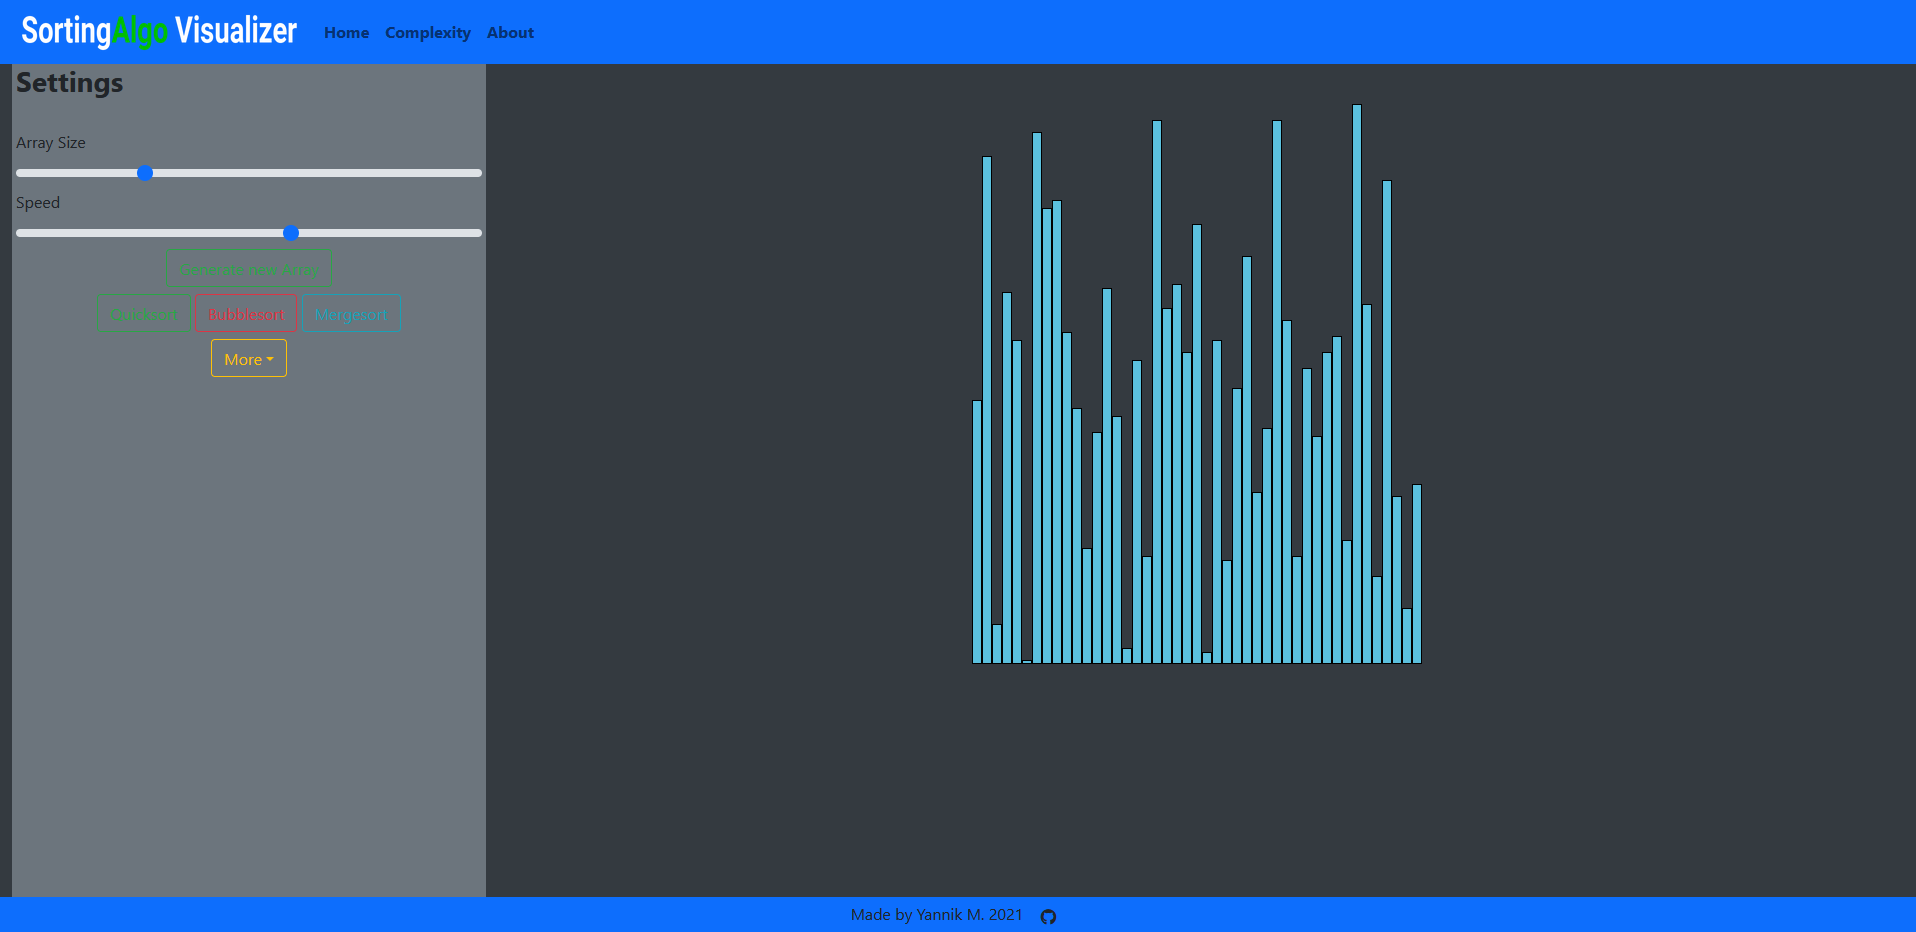 SortingAlgo Visualizer Home Complexity About
Settings
Array Size
Speed
Generate new Array
Quicksort Bubblesort Mergesort
More
Made by Yannik M. 2021